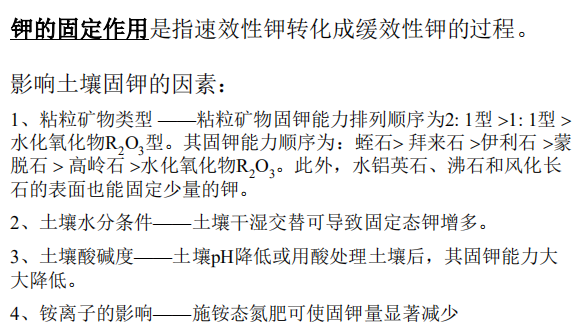 钾的固定作用是指速效性钾转化成缓效性钾的过程。
影响土壤固钾的因素：
1、粘粒矿物类型 ——粘粒矿物固钾能力排列顺序为2: 1型 >1: 1型 >
水化氧化物R₂O₃型。其固钾能力顺序为：蛭石> 拜来石 >伊利石 >蒙
脱石 > 高岭石 >水化氧化物R₂O₃。此外，水铝英石、沸石和风化长
石的表面也能固定少量的钾。
2、土壤水分条件——土壤干湿交替可导致固定态钾增多。
3、土壤酸碱度——土壤pH降低或用酸处理土壤后，其固钾能力大
大降低。
4、铵离子的影响——施铵态氮肥可使固钾量显著减少